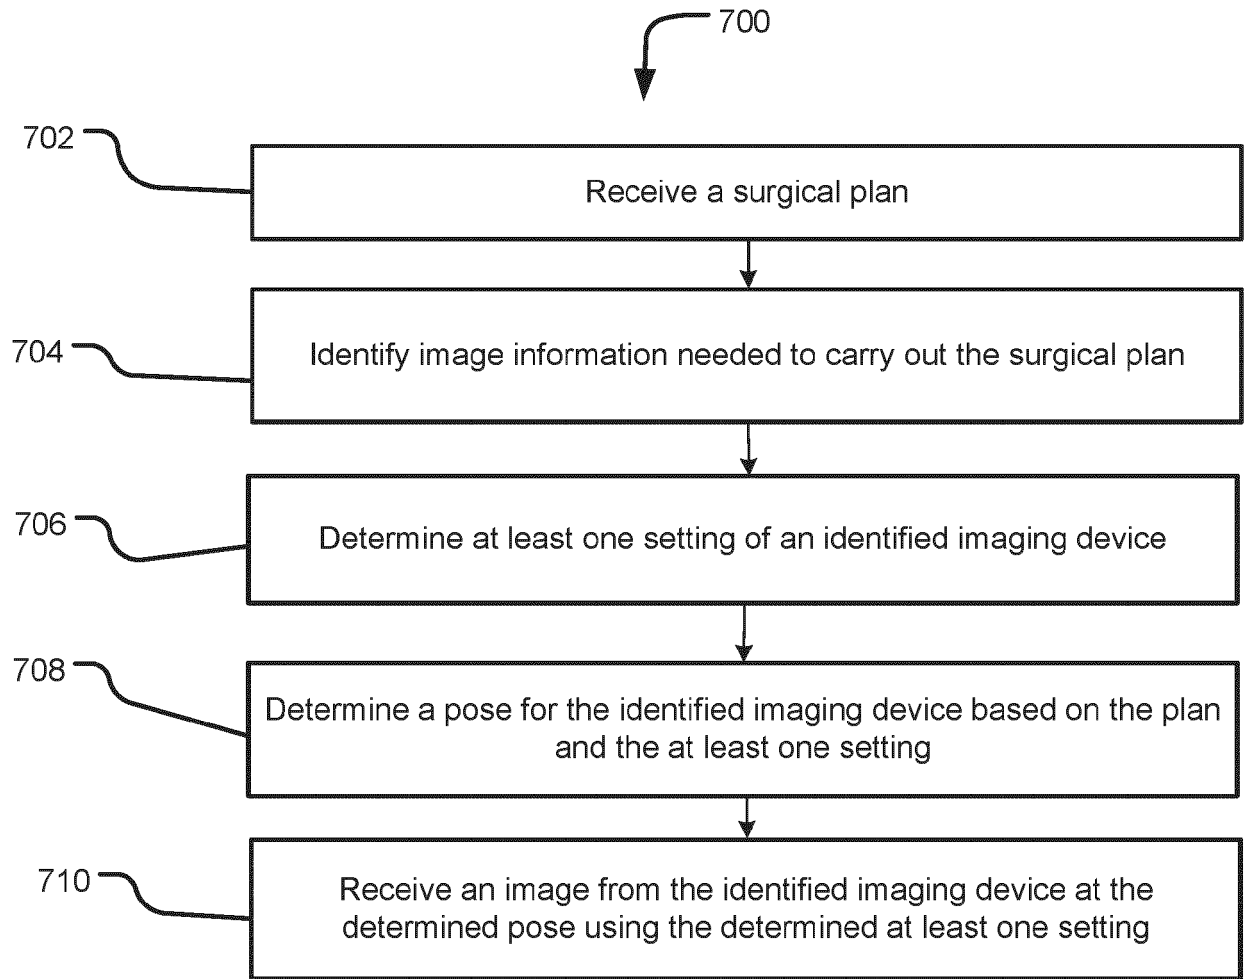 700
702
Receive a surgical plan
704
Identify image information needed to carry out the surgical plan
706
Determine at least one setting of an identified imaging device
708
Determine a pose for the identified imaging device based on the plan
and the at least one setting
710
Receive an image from the identified imaging device at the
determined pose using the determined at least one setting